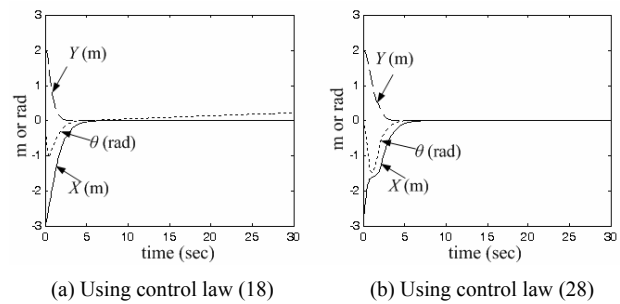 3
2
1
0
-1
-2
-3
0
5
10
15
20
25
30
m or rad
time (sec)
Y (m)
θ (rad)
X (m)
(a) Using control law (18)
3
2
1
0
-1
-2
-3
0
5
10
15
20
25
30
m or rad
time (sec)
Y (m)
θ (rad)
X (m)
(b) Using control law (28)